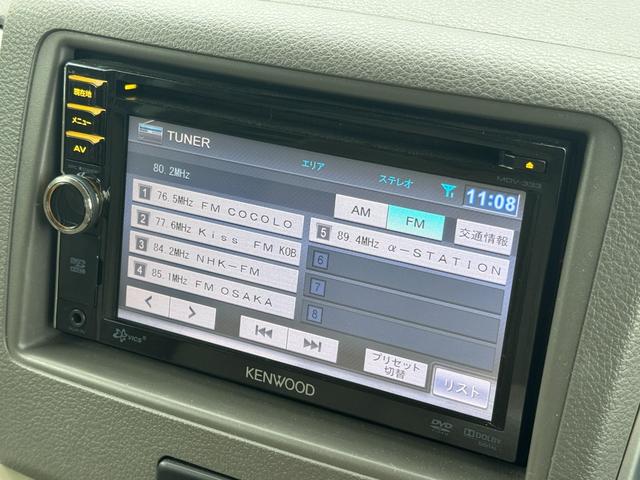 現在地
メニュー
AV
TUNER
MDV-333
80.2MHz
エリア
ステレオ
11:08
AM
FM
交通情報
1 76.5MHz FM COCOLO
2 77.6MHz Kiss FM KOB
3 84.2MHz NHK-FM
4 85.1MHz FM OSAKA
5 89.4MHz α-STATION
6
7
8
プリセット
切替
リスト
VICS
KENWOOD
DVD
DOLBY